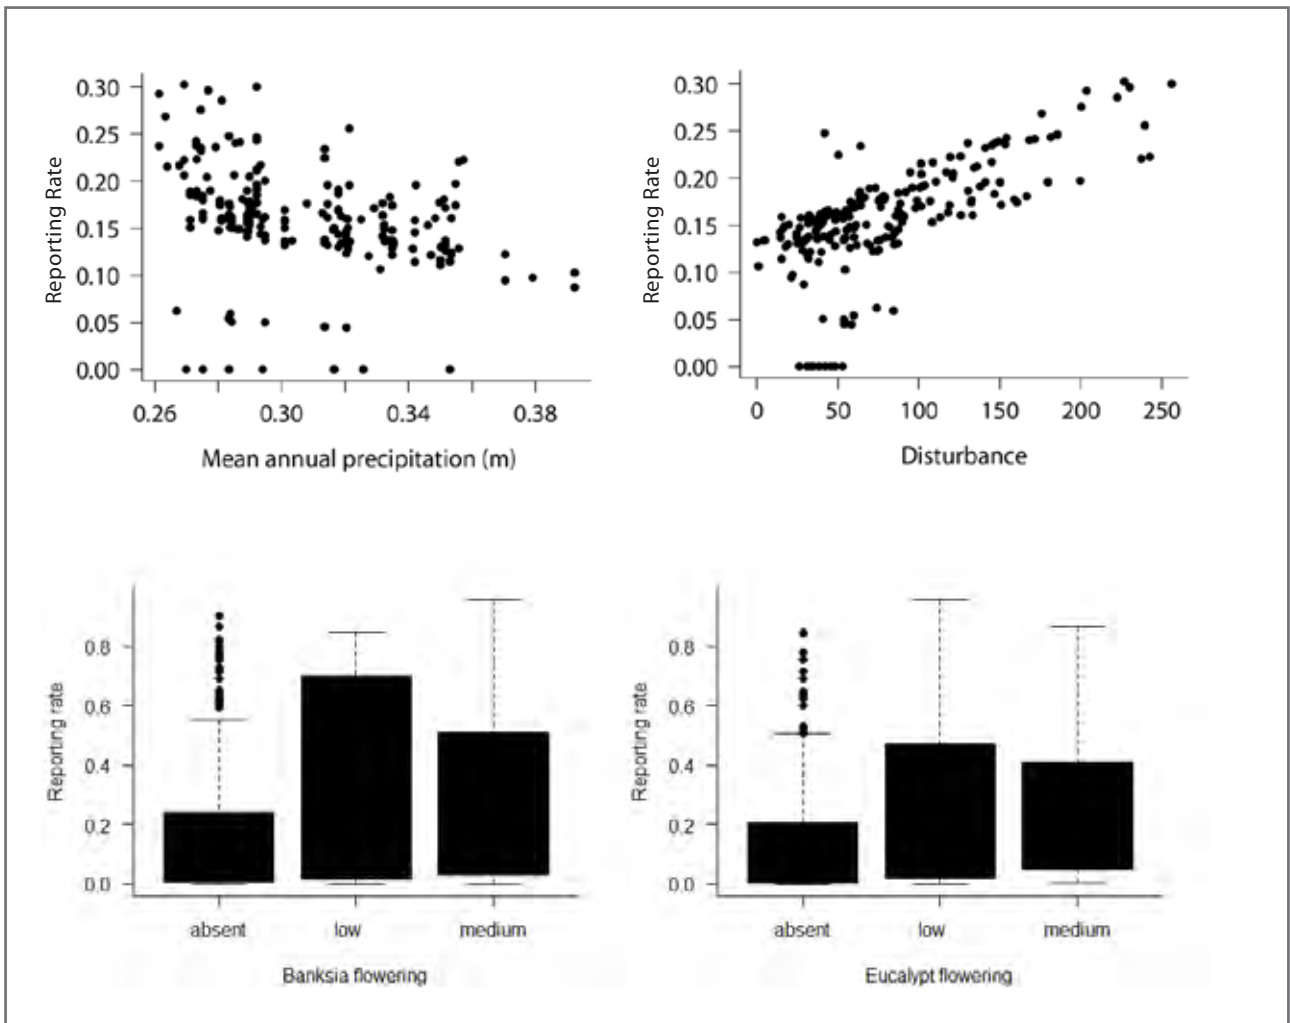 Reporting Rate
0.30
0.25
0.20
0.15
0.10
0.05
0.00
0.26 0.30 0.34 0.38
Mean annual precipitation (m)
Reporting Rate
0.30
0.25
0.20
0.15
0.10
0.05
0.00
0 50 100 150 200 250
Disturbance
Reporting rate
0.8
0.6
0.4
0.2
0.0
absent low medium
Banksia flowering
Reporting rate
0.8
0.6
0.4
0.2
0.0
absent low medium
Eucalypt flowering